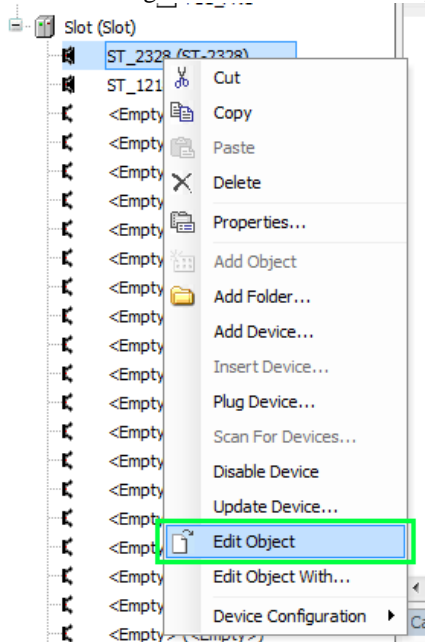 Slot (Slot)
ST_2328 (ST-2328)
ST_121
Cut
<Empty
Copy
<Empty
Paste
<Empty
Delete
<Empty
Properties...
<Empty
Add Object
<Empty
Add Folder...
<Empty
Add Device...
<Empty
Insert Device...
<Empty
Plug Device...
<Empty
Scan For Devices...
<Empty
Disable Device
<Empty
Update Device...
<Empty
<Empty
Edit Object
<Empty
<Empty
Edit Object With...
<Empty
Device Configuration
Ca
<Empty> (<Empty>)